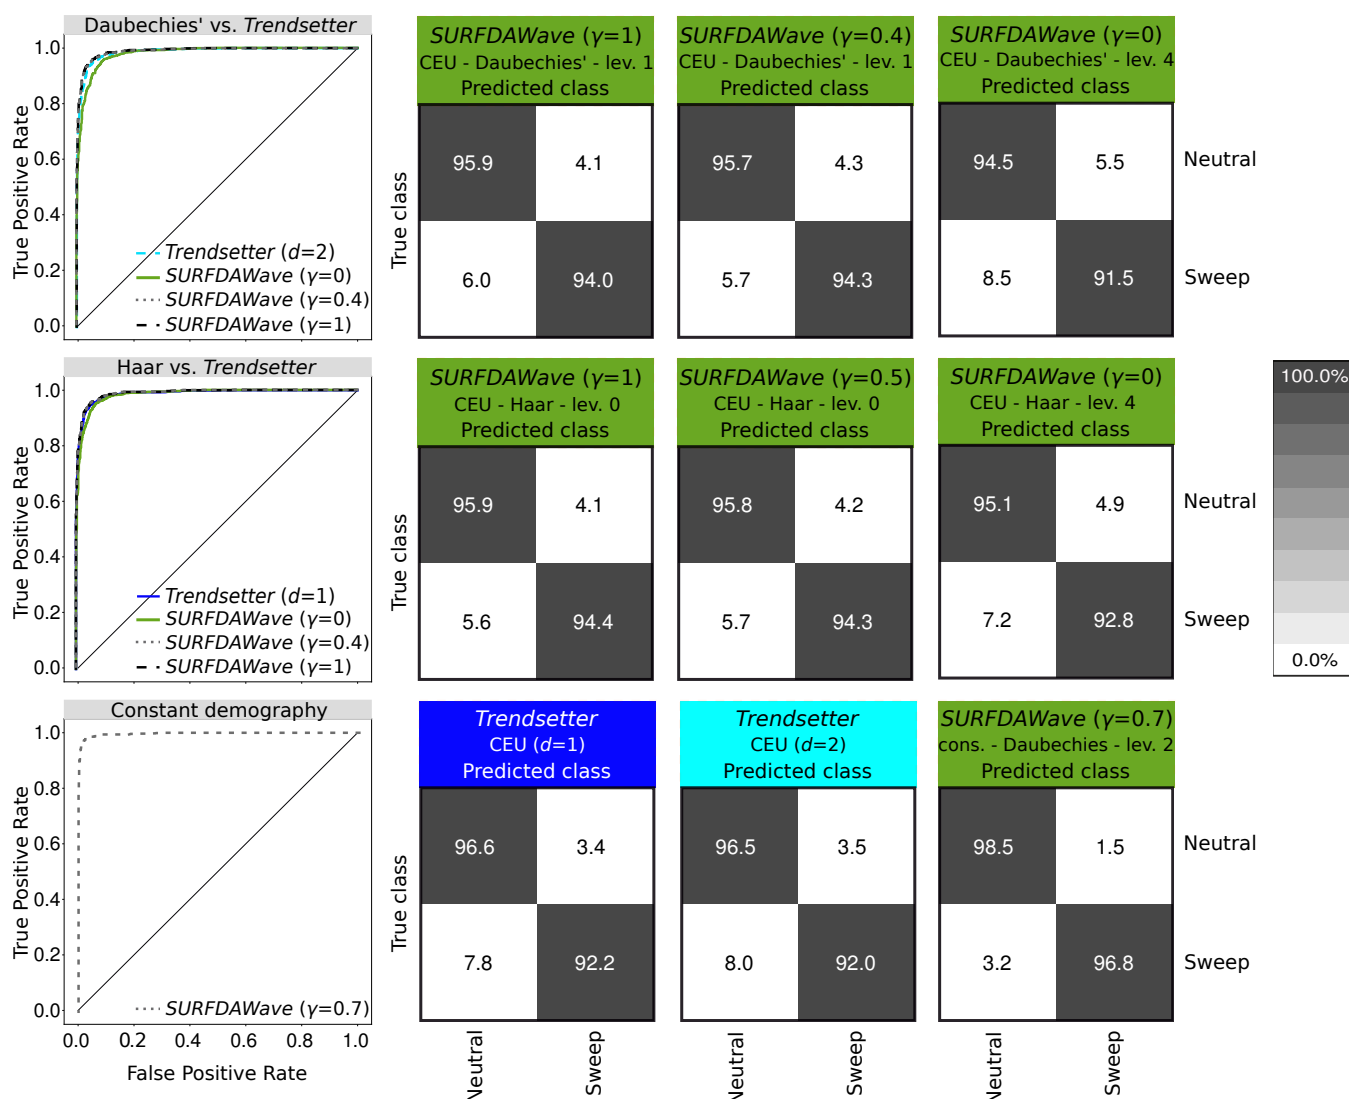 Daubechies' vs. Trendsetter
1.0
0.8
0.6
0.4
0.2
0.0
True Positive Rate
Trendsetter (d=2)
SURFDAWave (γ=0)
SURFDAWave (γ=0.4)
SURFDAWave (γ=1)
SURFDAWave (γ=1)
CEU - Daubechies' - lev. 1
Predicted class
True class
95.9
4.1
6.0
94.0
SURFDAWave (γ=0.4)
CEU - Daubechies' - lev. 1
Predicted class
95.7
4.3
5.7
94.3
SURFDAWave (γ=0)
CEU - Daubechies' - lev. 4
Predicted class
94.5
5.5
8.5
91.5
Neutral
Sweep
Haar vs. Trendsetter
1.0
0.8
0.6
0.4
0.2
0.0
True Positive Rate
Trendsetter (d=1)
SURFDAWave (γ=0)
SURFDAWave (γ=0.4)
SURFDAWave (γ=1)
SURFDAWave (γ=1)
CEU - Haar - lev. 0
Predicted class
True class
95.9
4.1
5.6
94.4
SURFDAWave (γ=0.5)
CEU - Haar - lev. 0
Predicted class
95.8
4.2
5.7
94.3
SURFDAWave (γ=0)
CEU - Haar - lev. 4
Predicted class
95.1
4.9
7.2
92.8
Neutral
Sweep
100.0%
0.0%
Constant demography
1.0
0.8
0.6
0.4
0.2
0.0
True Positive Rate
SURFDAWave (γ=0.7)
0.0
0.2
0.4
0.6
0.8
1.0
False Positive Rate
Trendsetter
CEU (d=1)
Predicted class
True class
96.6
3.4
7.8
92.2
Trendsetter
CEU (d=2)
Predicted class
96.5
3.5
8.0
92.0
SURFDAWave (γ=0.7)
cons. - Daubechies - lev. 2
Predicted class
98.5
1.5
3.2
96.8
Neutral
Sweep
Neutral
Sweep
Neutral
Sweep
Neutral
Sweep